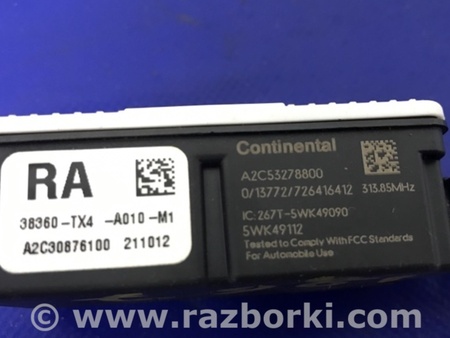 RA
38360-TX4 -A010-M1
A2C30876100 211012
Continental
A2C53278800
0/13772/726416412 313.85MHz
IC: 267T-5WK49090
5WK49112
Tested to Comply With FCC Standards
For Automobile Use
© www.razborki.com